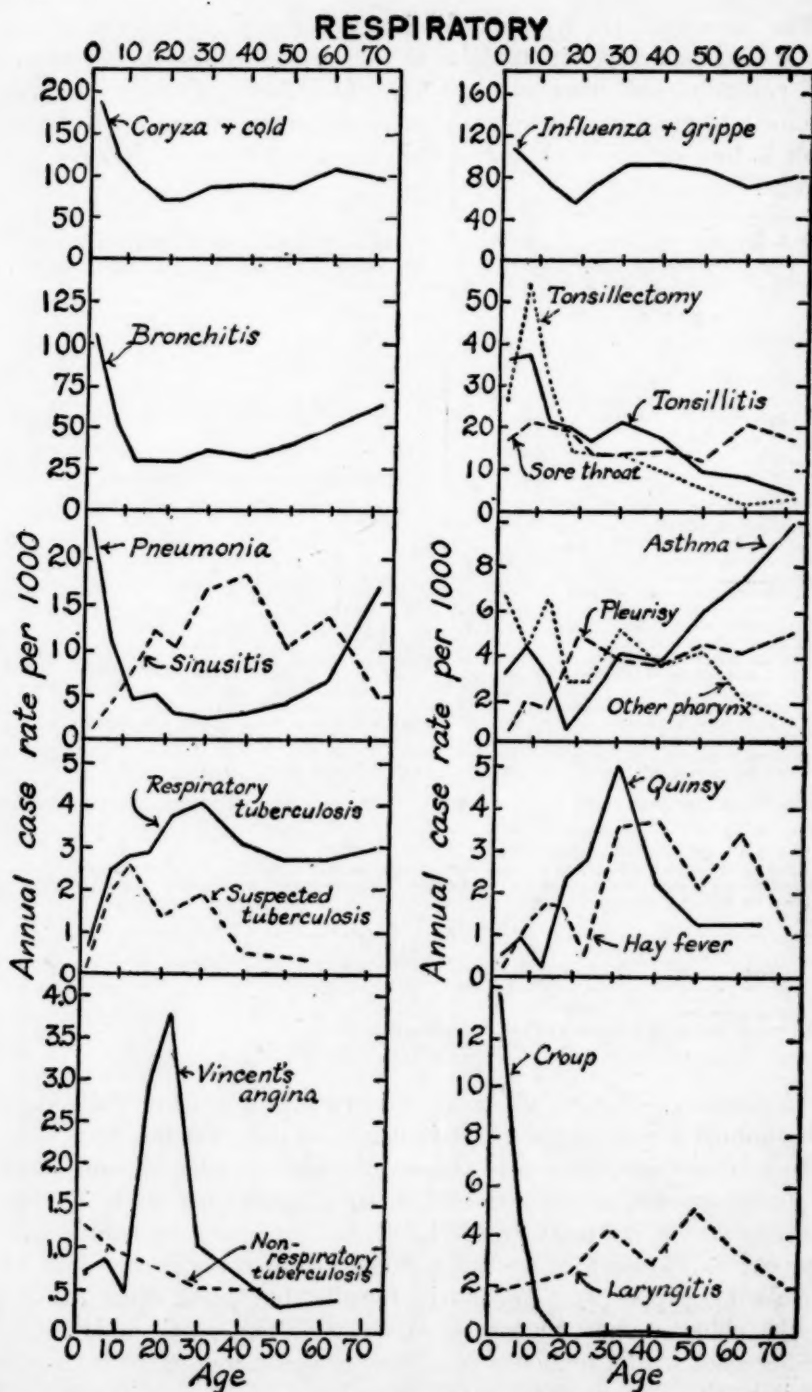 RESPIRATORY
0 10 20 30 40 50 60 70
200
150
100
50
0
Coryza + cold
125
100
75
50
25
0
Bronchitis
20
15
10
5
0
Pneumonia
Sinusitis
5
4
3
2
1
0
Respiratory
tuberculosis
Suspected
tuberculosis
4.0
3.5
3.0
2.5
2.0
1.5
1.0
.5
0
Vincent's
angina
Non-
respiratory
tuberculosis
0 10 20 30 40 50 60 70
Age
Annual case rate per 1000
0 10 20 30 40 50 60 70
160
120
80
40
0
Influenza + grippe
50
40
30
20
10
0
Tonsillectomy
Tonsillitis
Sore throat
8
6
4
2
0
Asthma
Pleurisy
Other pharynx
5
4
3
2
1
0
Quinsy
Hay fever
12
10
8
6
4
2
0
Croup
Laryngitis
0 10 20 30 40 50 60 70
Age
Annual case rate per 1000